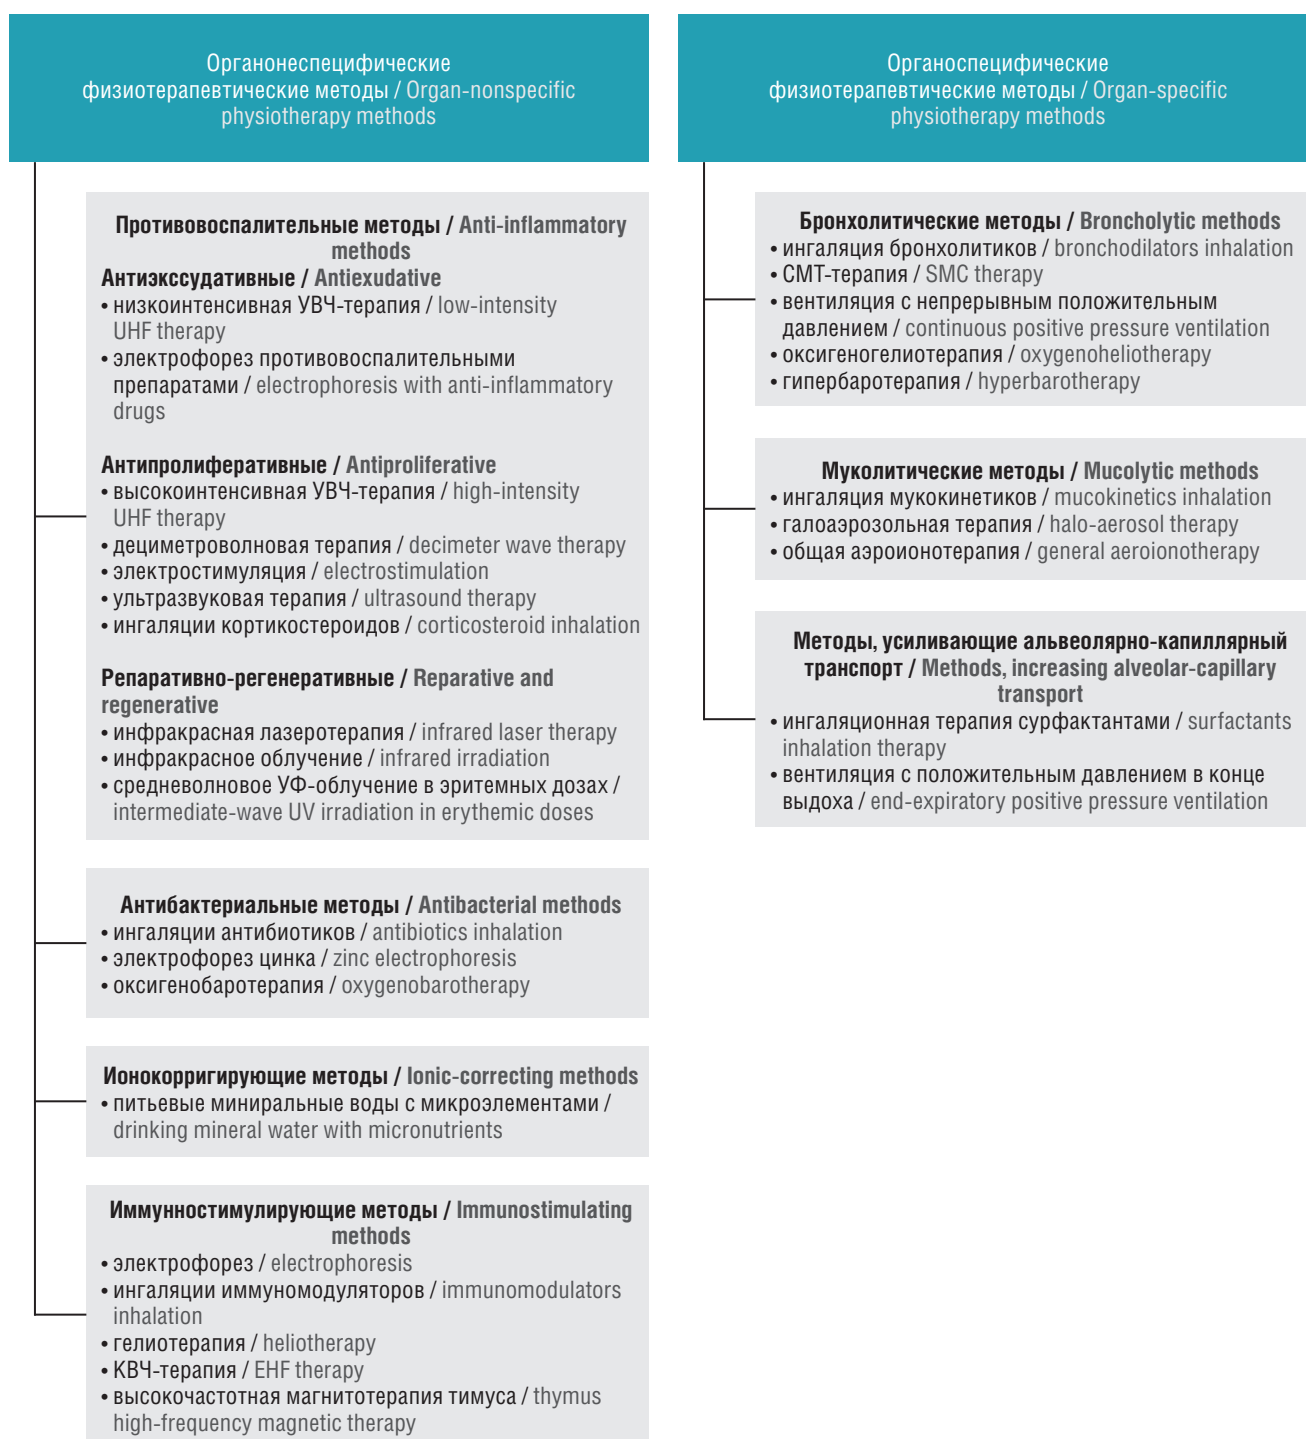 Органонеспецифические
физиотерапевтические методы / Organ-nonspecific
physiotherapy methods
Противовоспалительные методы / Anti-inflammatory
methods
Антиэкссудативные / Antiexudative
• низкоинтенсивная УВЧ-терапия / low-intensity
UHF therapy
• электрофорез противовоспалительными
препаратами / electrophoresis with anti-inflammatory
drugs
Антипролиферативные / Antiproliferative
• высокоинтенсивная УВЧ-терапия / high-intensity
UHF therapy
• дециметроволновая терапия / decimeter wave therapy
• электростимуляция / electrostimulation
• ультразвуковая терапия / ultrasound therapy
• ингаляции кортикостероидов / corticosteroid inhalation
Репаративно-регенеративные / Reparative and
regenerative
• инфракрасная лазеротерапия / infrared laser therapy
• инфракрасное облучение / infrared irradiation
• средневолновое УФ-облучение в эритемных дозах /
intermediate-wave UV irradiation in erythemic doses
Антибактериальные методы / Antibacterial methods
• ингаляции антибиотиков / antibiotics inhalation
• электрофорез цинка / zinc electrophoresis
• оксигенобаротерапия / oxygenobarotherapy
Ионокорригирующие методы / Ionic-correcting methods
• питьевые миниральные воды с микроэлементами /
drinking mineral water with micronutrients
Иммунностимулирующие методы / Immunostimulating
methods
• электрофорез / electrophoresis
• ингаляции иммуномодуляторов / immunomodulators
inhalation
• гелиотерапия / heliotherapy
• КВЧ-терапия / EHF therapy
• высокочастотная магнитотерапия тимуса / thymus
high-frequency magnetic therapy
Органоспецифические
физиотерапевтические методы / Organ-specific
physiotherapy methods
Бронхолитические методы / Broncholytic methods
• ингаляция бронхолитиков / bronchodilators inhalation
• СМТ-терапия / SMC therapy
• вентиляция с непрерывным положительным
давлением / continuous positive pressure ventilation
• оксигеногелиотерапия / oxygenoheliotherapy
• гипербаротерапия / hyperbarotherapy
Муколитические методы / Mucolytic methods
• ингаляция мукокинетиков / mucokinetics inhalation
• галоаэрозольная терапия / halo-aerosol therapy
• общая аэроионотерапия / general aeroionotherapy
Методы, усиливающие альвеолярно-капиллярный
транспорт / Methods, increasing alveolar-capillary
transport
• ингаляционная терапия сурфактантами / surfactants
inhalation therapy
• вентиляция с положительным давлением в конце
выдоха / end-expiratory positive pressure ventilation